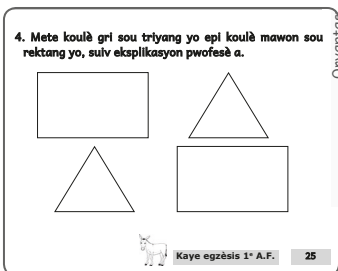 4. Mete koulè gri sou triyang yo epi koulè mawon sou
rektang yo, suiv eksplikasyon pwofesè a.
Kaye egzèsis 1ᵉ A.F.
25